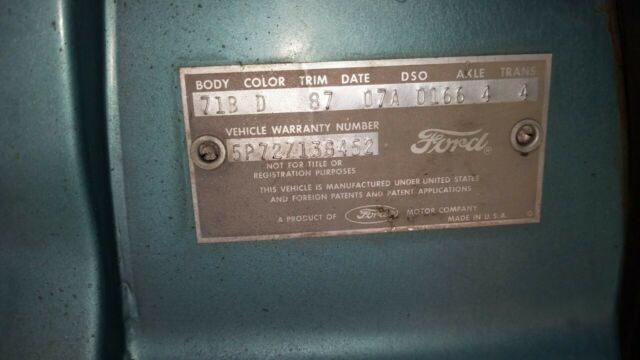 BODY COLOR TRIM DATE DSO AXLE TRANS
71B D 87 07A 0166 4 4
VEHICLE WARRANTY NUMBER
5P727138452
Ford
NOT FOR TITLE OR
REGISTRATION PURPOSES
THIS VEHICLE IS MANUFACTURED UNDER UNITED STATES
AND FOREIGN PATENTS AND PATENT APPLICATIONS
A PRODUCT OF Ford MOTOR COMPANY
MADE IN U.S.A.